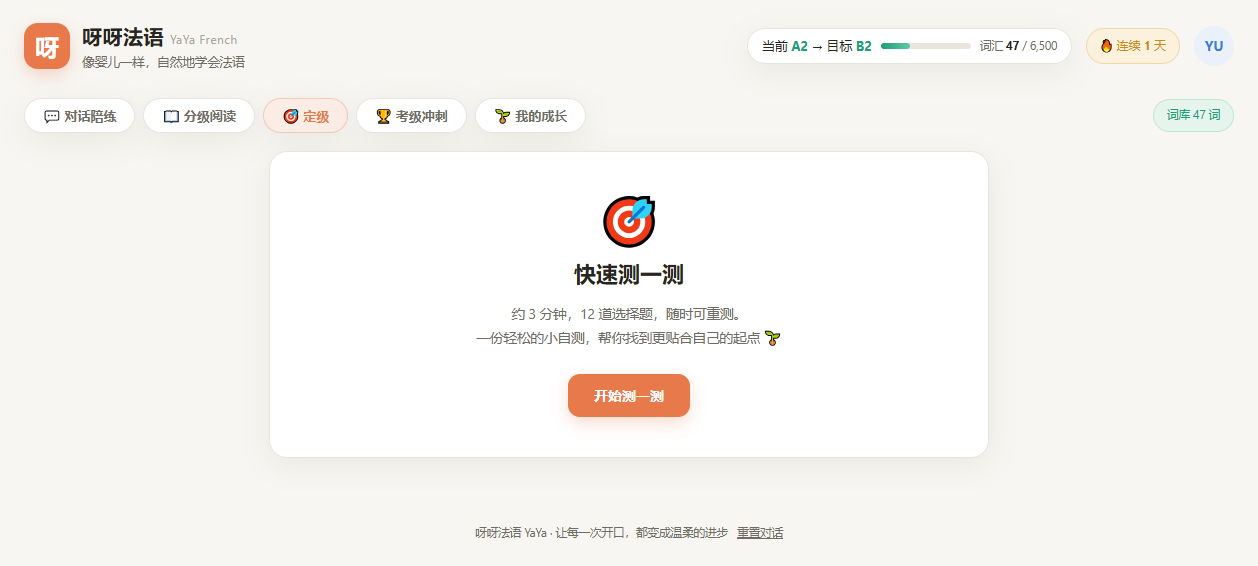 呀
呀呀法语 YaYa French
像婴儿一样，自然地学会法语
当前 A2 → 目标 B2 词汇 47 / 6,500
连续 1 天
YU
对话陪练
分级阅读
定级
考级冲刺
我的成长
词库 47 词
快速测一测
约 3 分钟，12 道选择题，随时可重测。
一份轻松的小自测，帮你找到更贴合自己的起点
开始测一测
呀呀法语 YaYa · 让每一次开口，都变成温柔的进步 重置对话